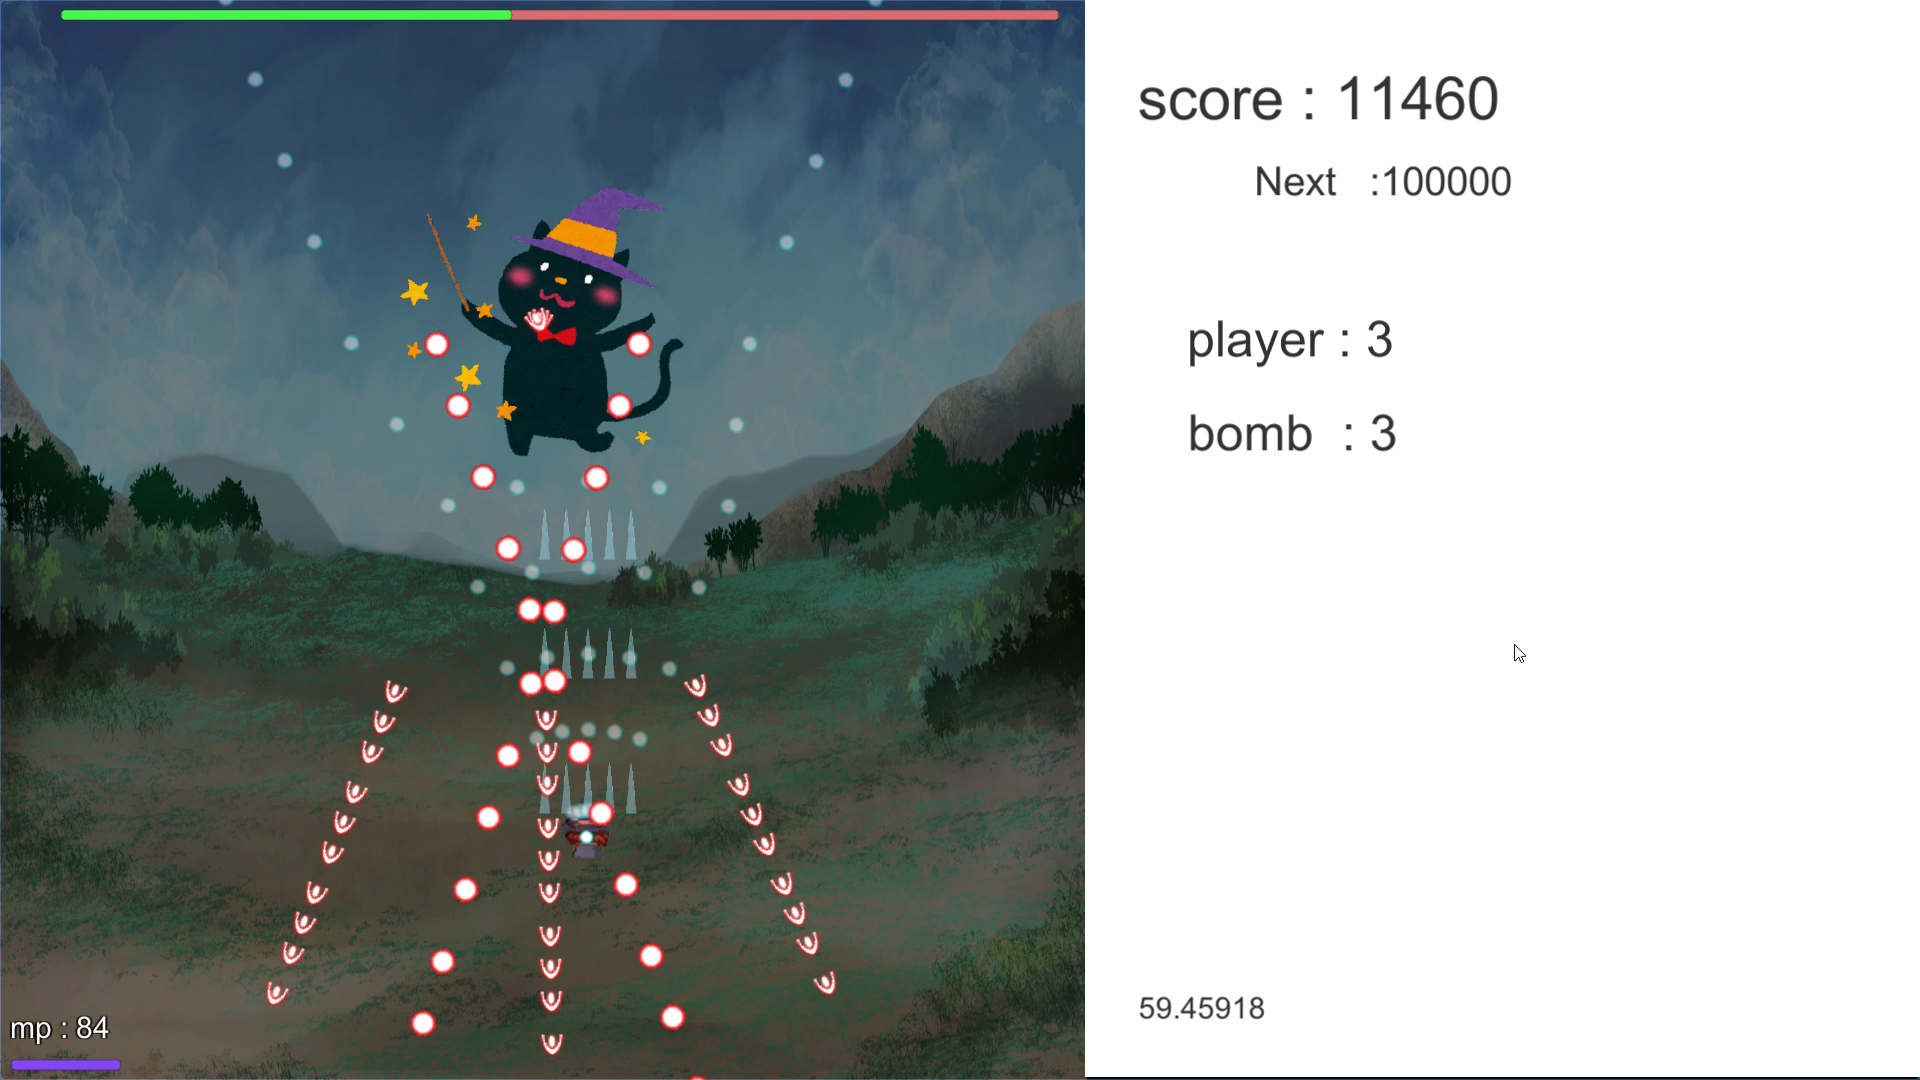 score : 11460
Next :100000
player : 3
bomb : 3
59.45918
mp : 84